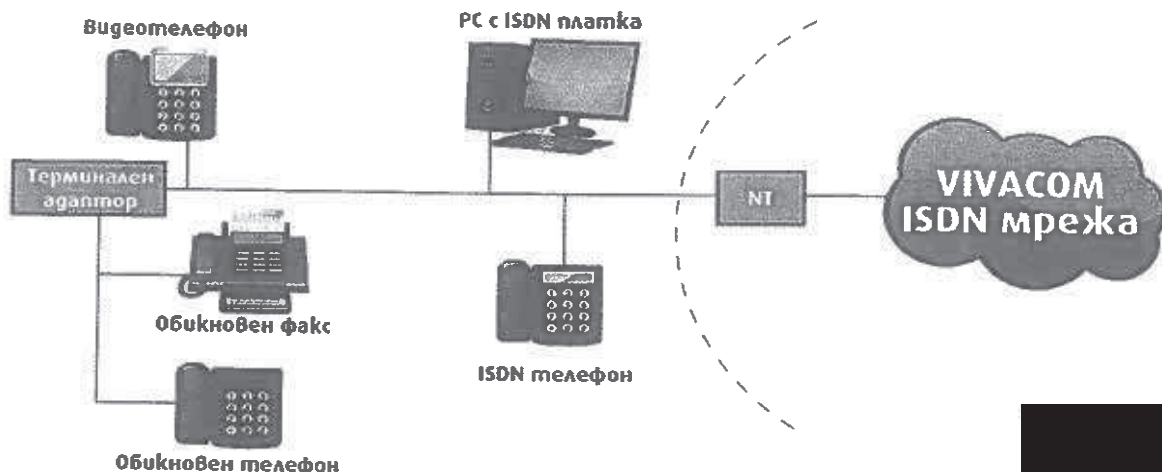 Видеотелефон
PC с ISDN платка
Терминален
адаптор
NT
VIVACOM
ISDN мрежа
Обикновен факс
ISDN телефон
Обикновен телефон